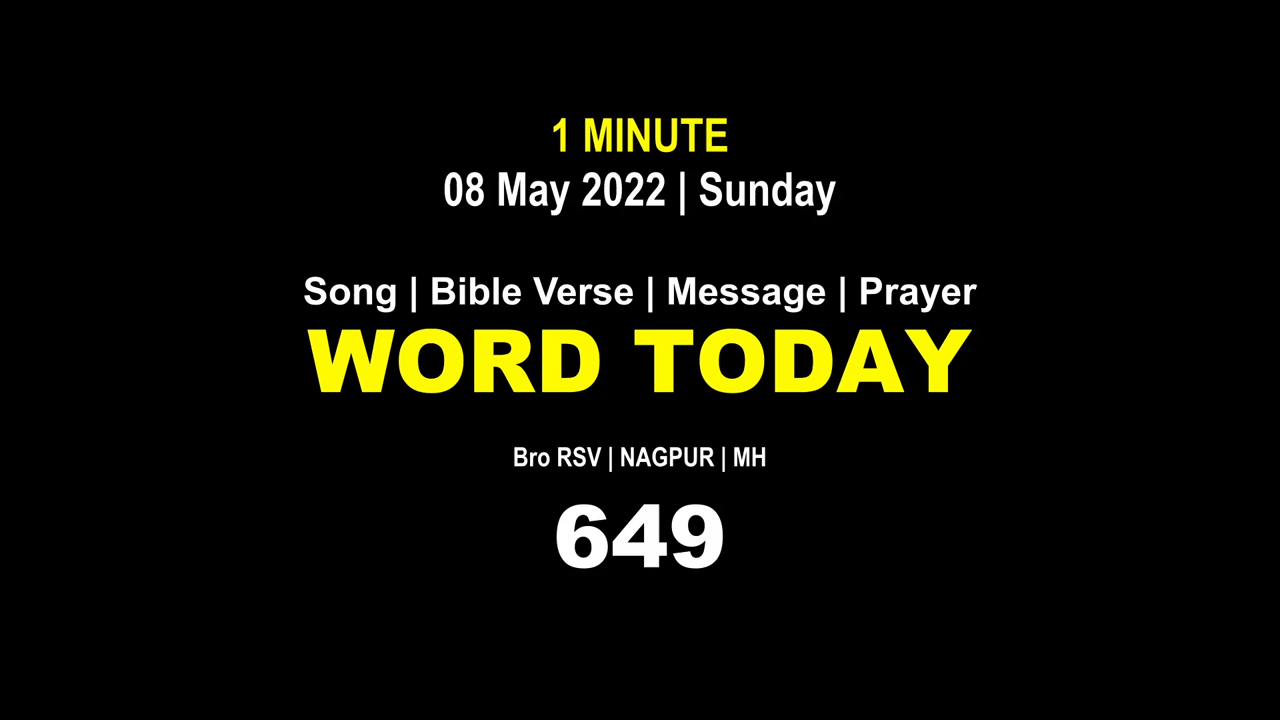 1 MINUTE
08 May 2022 | Sunday
Song | Bible Verse | Message | Prayer
WORD TODAY
Bro RSV | NAGPUR | MH
649